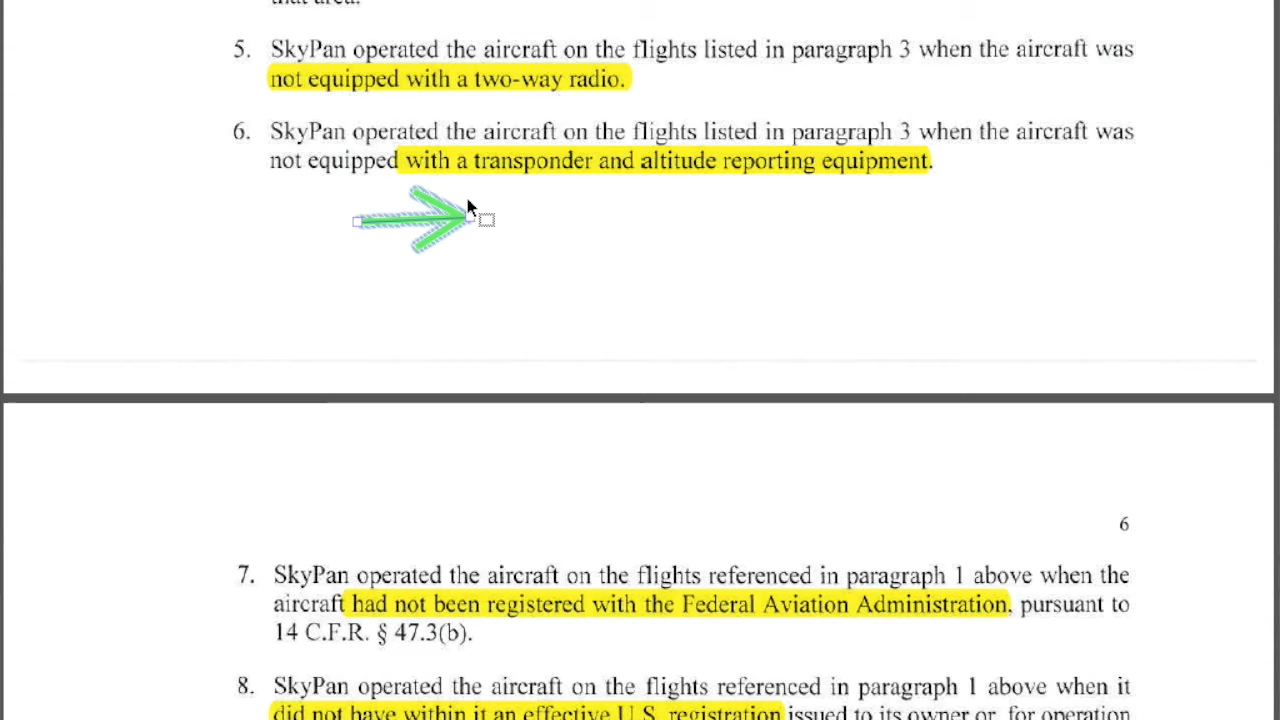 that area.
5. SkyPan operated the aircraft on the flights listed in paragraph 3 when the aircraft was
not equipped with a two-way radio.
6. SkyPan operated the aircraft on the flights listed in paragraph 3 when the aircraft was
not equipped with a transponder and altitude reporting equipment.
6
7. SkyPan operated the aircraft on the flights referenced in paragraph 1 above when the
aircraft had not been registered with the Federal Aviation Administration, pursuant to
14 C.F.R. § 47.3(b).
8. SkyPan operated the aircraft on the flights referenced in paragraph 1 above when it
did not have within it an effective U.S. registration issued to its owner or, for operation